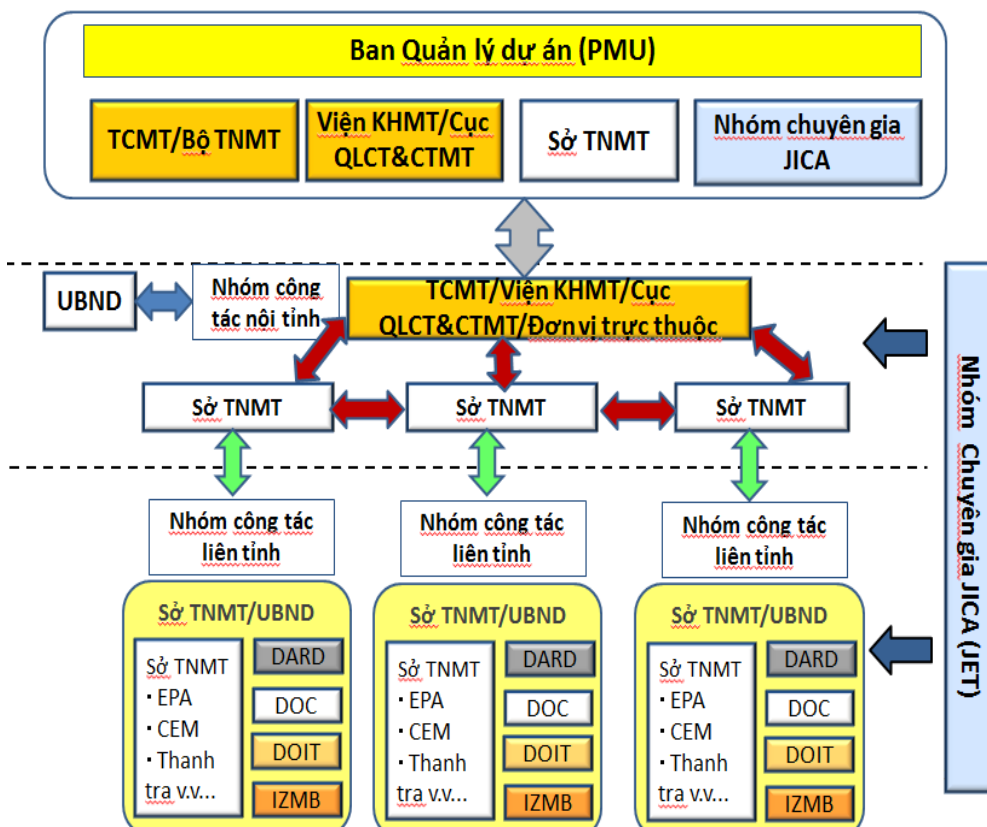 Ban Quản lý dự án (PMU)
TCMT/Bộ TNMT
Viện KHMT/Cục
QLCT&CTMT
Sở TNMT
Nhóm chuyên gia
JICA
UBND
Nhóm công
tác nội tỉnh
TCMT/Viện KHMT/Cục
QLCT&CTMT/Đơn vị trực thuộc
Sở TNMT
Sở TNMT
Sở TNMT
Nhóm công tác
liên tỉnh
Nhóm công tác
liên tỉnh
Nhóm công tác
liên tỉnh
Sở TNMT/UBND
Sở TNMT
· EPA
· CEM
· Thanh
tra v.v...
DARD
DOC
DOIT
IZMB
Sở TNMT/UBND
Sở TNMT
· EPA
· CEM
· Thanh
tra v.v...
DARD
DOC
DOIT
IZMB
Sở TNMT/UBND
Sở TNMT
· EPA
· CEM
· Thanh
tra v.v...
DARD
DOC
DOIT
IZMB
Nhóm Chuyên gia JICA (JET)